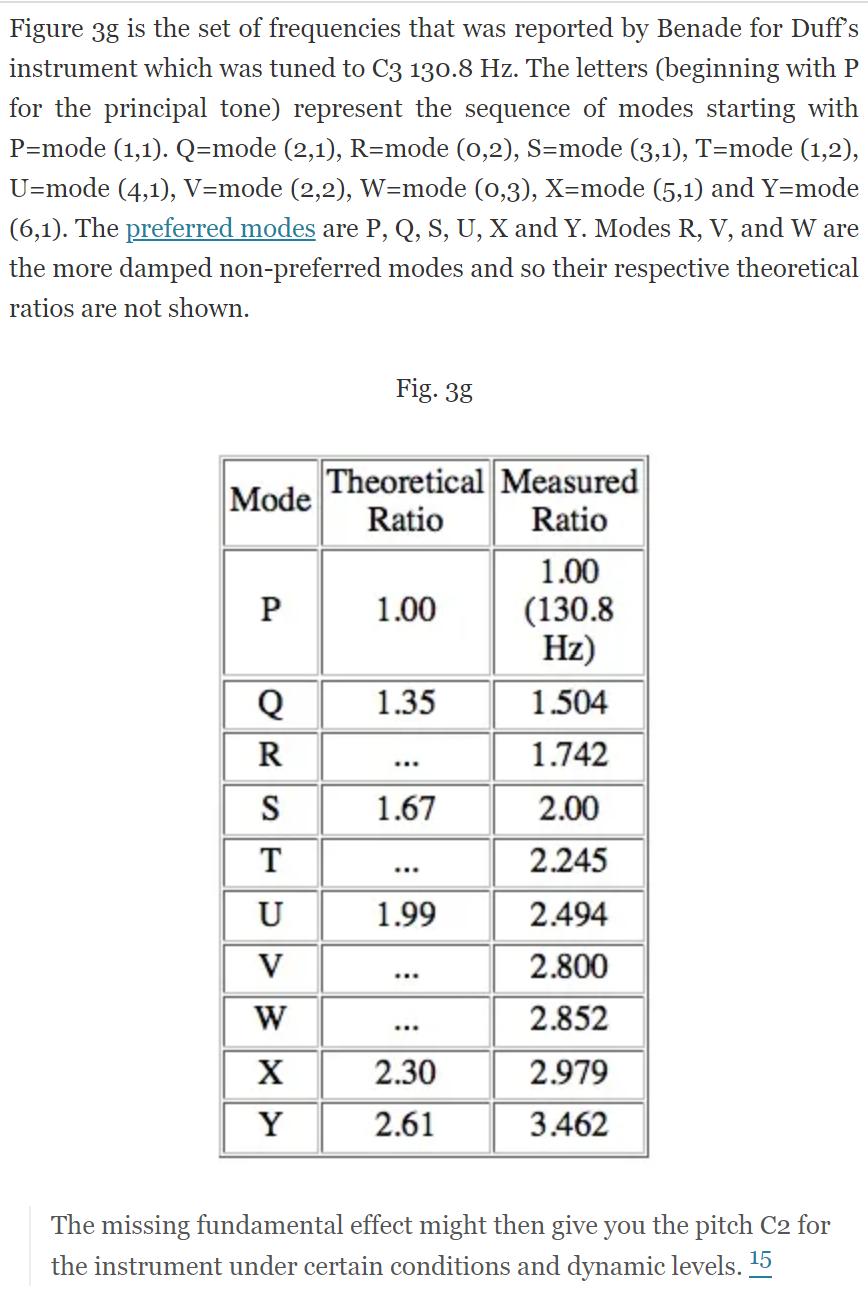 Figure 3g is the set of frequencies that was reported by Benade for Duff's
instrument which was tuned to C3 130.8 Hz. The letters (beginning with P
for the principal tone) represent the sequence of modes starting with
P=mode (1,1). Q=mode (2,1), R=mode (0,2), S=mode (3,1), T=mode (1,2),
U=mode (4,1), V=mode (2,2), W=mode (0,3), X=mode (5,1) and Y=mode
(6,1). The preferred modes are P, Q, S, U, X and Y. Modes R, V, and W are
the more damped non-preferred modes and so their respective theoretical
ratios are not shown.
Fig. 3g
Mode Theoretical Ratio Measured Ratio
P 1.00 1.00 (130.8 Hz)
Q 1.35 1.504
R ... 1.742
S 1.67 2.00
T ... 2.245
U 1.99 2.494
V ... 2.800
W ... 2.852
X 2.30 2.979
Y 2.61 3.462
The missing fundamental effect might then give you the pitch C2 for
the instrument under certain conditions and dynamic levels. 15